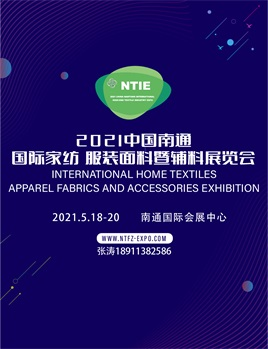 NTIE
2021中国南通
国际家纺 服装面料暨辅料展览会
INTERNATIONAL HOME TEXTILES
APPAREL FABRICS AND ACCESSORIES EXHIBITION
2021.5.18-20 南通国际会展中心
WWW.NTFZ-EXPO.COM
张涛18911382586